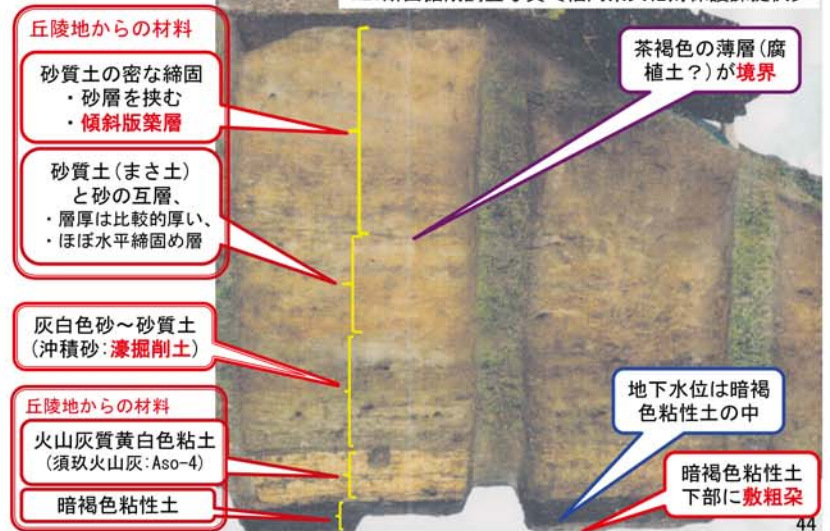 丘陵地からの材料
砂質土の密な締固
・砂層を挟む
・傾斜版築層
砂質土(まさ土)
と砂の互層、
・層厚は比較的厚い、
・ほぼ水平締固め層
灰白色砂～砂質土
(沖積砂:濠掘削土)
丘陵地からの材料
火山灰質黄白色粘土
(須玖火山灰:Aso-4)
暗褐色粘性土
茶褐色の薄層(腐
植土?)が境界
地下水位は暗褐
色粘性土の中
暗褐色粘性土
下部に敷粗朶
44